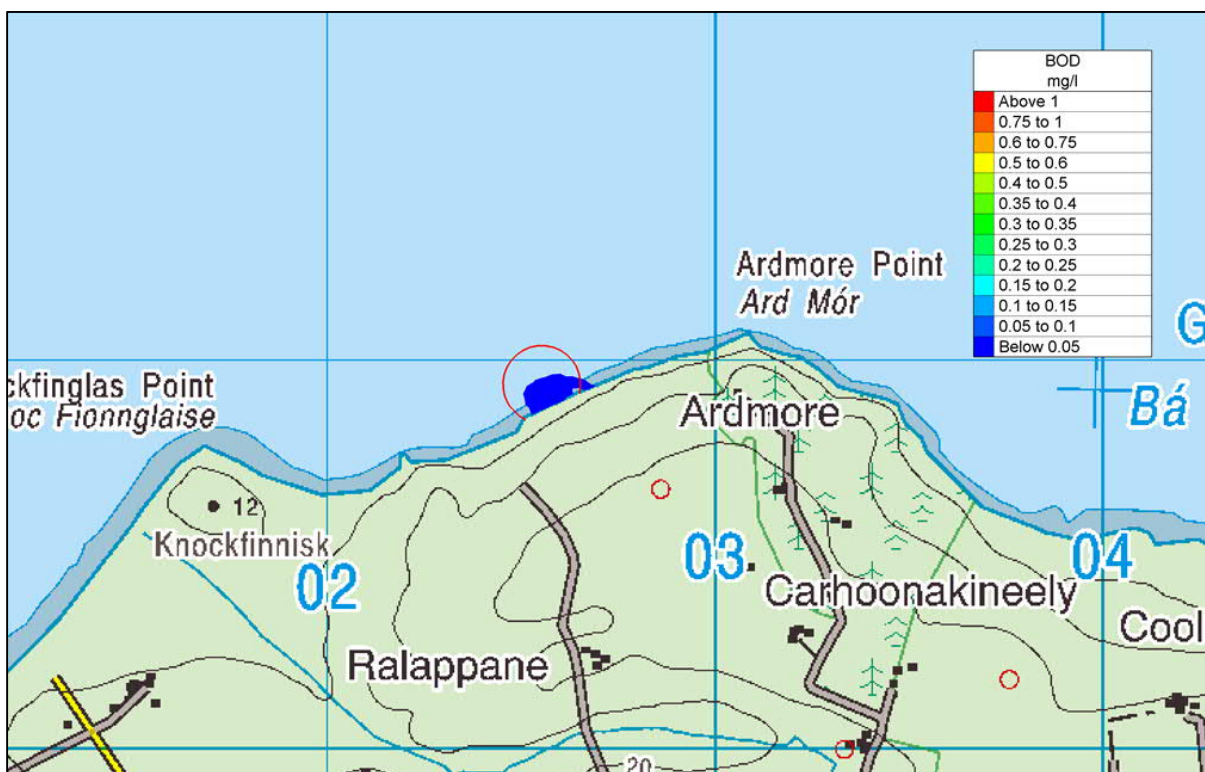 BOD
mg/l
Above 1
0.75 to 1
0.6 to 0.75
0.5 to 0.6
0.4 to 0.5
0.35 to 0.4
0.3 to 0.35
0.25 to 0.3
0.2 to 0.25
0.15 to 0.2
0.1 to 0.15
0.05 to 0.1
Below 0.05
Ardmore Point
Ard Mór
G
ckfinglas Point
oc Fionnglaise
Bá
Ardmore
12
Knockfinnisk
02
03
04
Carhoonakineely
Cool
Ralappane
20